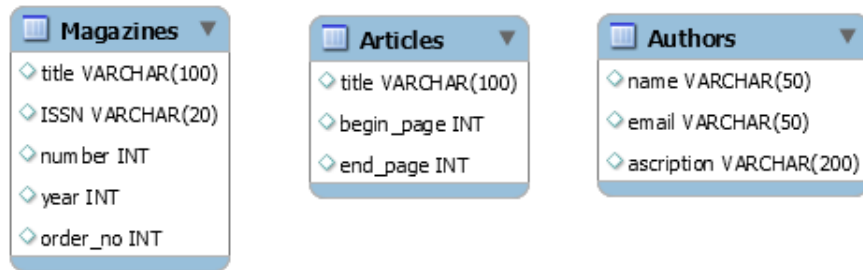 Magazines
title VARCHAR(100)
ISSN VARCHAR(20)
number INT
year INT
order_no INT
Articles
title VARCHAR(100)
begin_page INT
end_page INT
Authors
name VARCHAR(50)
email VARCHAR(50)
ascription VARCHAR(200)